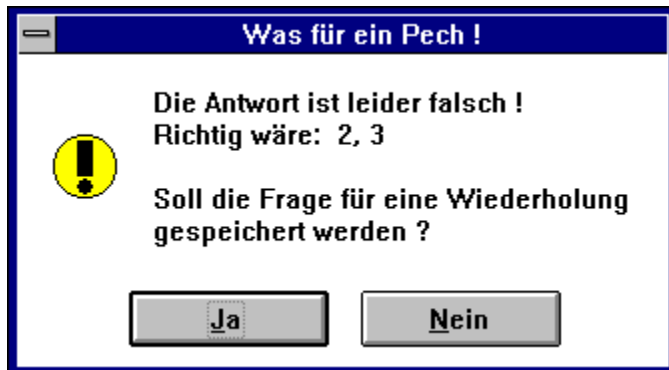 Was für ein Pech !
Die Antwort ist leider falsch !
Richtig wäre:  2, 3
Soll die Frage für eine Wiederholung
gespeichert werden ?
Ja
Nein